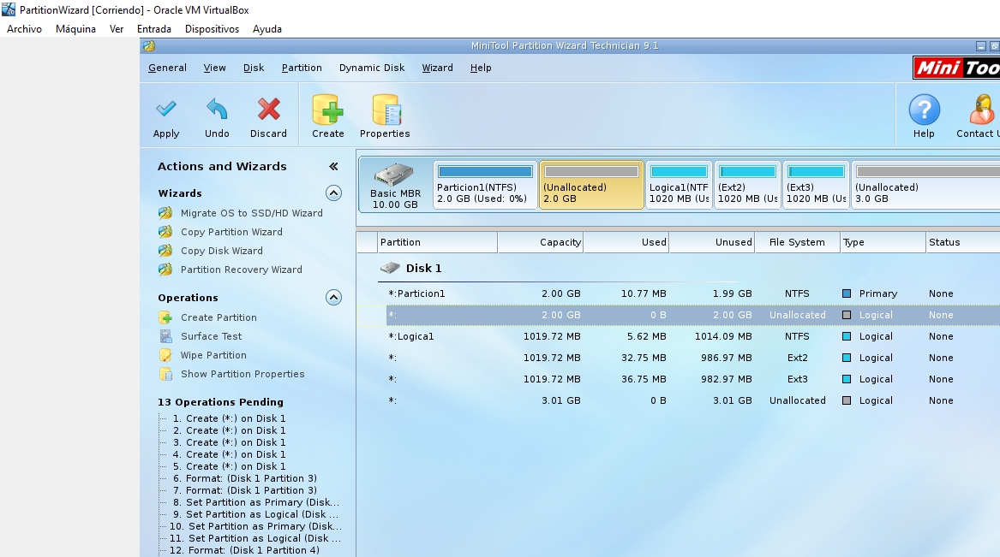 PartitionWizard [Corriendo] - Oracle VM VirtualBox
Archivo Máquina Ver Entrada Dispositivos Ayuda
MiniTool Partition Wizard Technician 9.1
General View Disk Partition Dynamic Disk Wizard Help
Mini Too
Apply Undo Discard Create Properties Help Contact U
Actions and Wizards
Wizards
Migrate OS to SSD/HD Wizard
Copy Partition Wizard
Copy Disk Wizard
Partition Recovery Wizard
Operations
Create Partition
Surface Test
Wipe Partition
Show Partition Properties
13 Operations Pending
1. Create (*:) on Disk 1
2. Create (*:) on Disk 1
3. Create (*:) on Disk 1
4. Create (*:) on Disk 1
5. Create (*:) on Disk 1
6. Format: (Disk 1 Partition 3)
7. Format: (Disk 1 Partition 3)
8. Set Partition as Primary (Disk...
9. Set Partition as Logical (Disk ...
10. Set Partition as Primary (Disk...
11. Set Partition as Logical (Disk ...
12. Format: (Disk 1 Partition 4)
Basic MBR
10.00 GB
Particion1(NTFS)
2.0 GB (Used: 0%)
(Unallocated)
2.0 GB
Logica1(NTF
1020 MB (Us
(Ext2)
1020 MB (Us
(Ext3)
1020 MB (Us
(Unallocated)
3.0 GB
Partition Capacity Used Unused File System Type Status
Disk 1
*:Particion1 2.00 GB 10.77 MB 1.99 GB NTFS Primary None
*: 2.00 GB 0 B 2.00 GB Unallocated Logical None
*:Logica1 1019.72 MB 5.62 MB 1014.09 MB NTFS Logical None
*: 1019.72 MB 32.75 MB 986.97 MB Ext2 Logical None
*: 1019.72 MB 36.75 MB 982.97 MB Ext3 Logical None
*: 3.01 GB 0 B 3.01 GB Unallocated Logical None